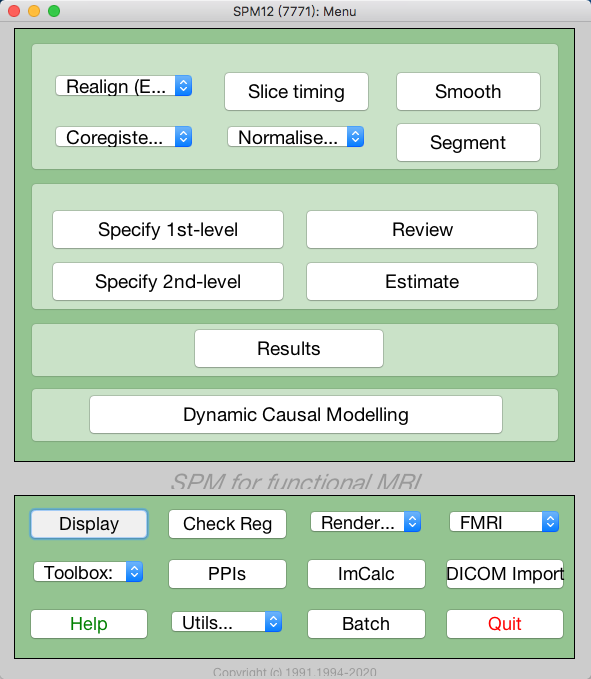 SPM12 (7771): Menu
Realign (E... Slice timing Smooth
Coregiste... Normalise... Segment
Specify 1st-level Review
Specify 2nd-level Estimate
Results
Dynamic Causal Modelling
SPM for functional MRI
Display Check Reg Render... FMRI
Toolbox: PPIs ImCalc DICOM Import
Help Utils... Batch Quit
Copyright (c) 1991,1994-2020